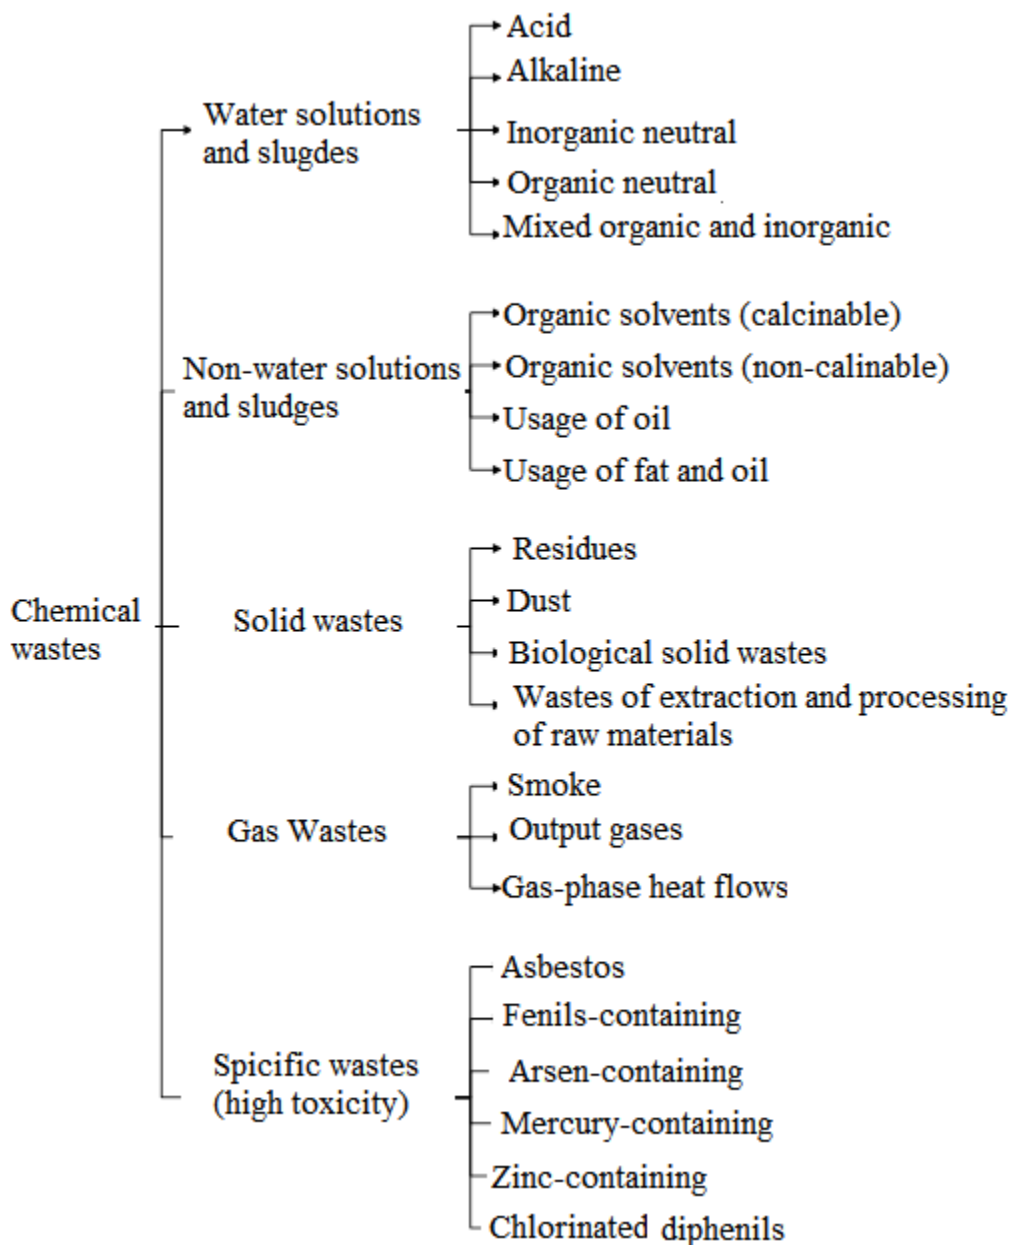 Acid
Alkaline
Water solutions
and slugdes
Inorganic neutral
Organic neutral
Mixed organic and inorganic
Organic solvents (calcinable)
Non-water solutions
and sludges
Organic solvents (non-calinable)
Usage of oil
Usage of fat and oil
Residues
Dust
Chemical
wastes
Solid wastes
Biological solid wastes
Wastes of extraction and processing
of raw materials
Smoke
Gas Wastes
Output gases
Gas-phase heat flows
Asbestos
Fenils-containing
Spicific wastes
(high toxicity)
Arsen-containing
Mercury-containing
Zinc-containing
Chlorinated diphenils